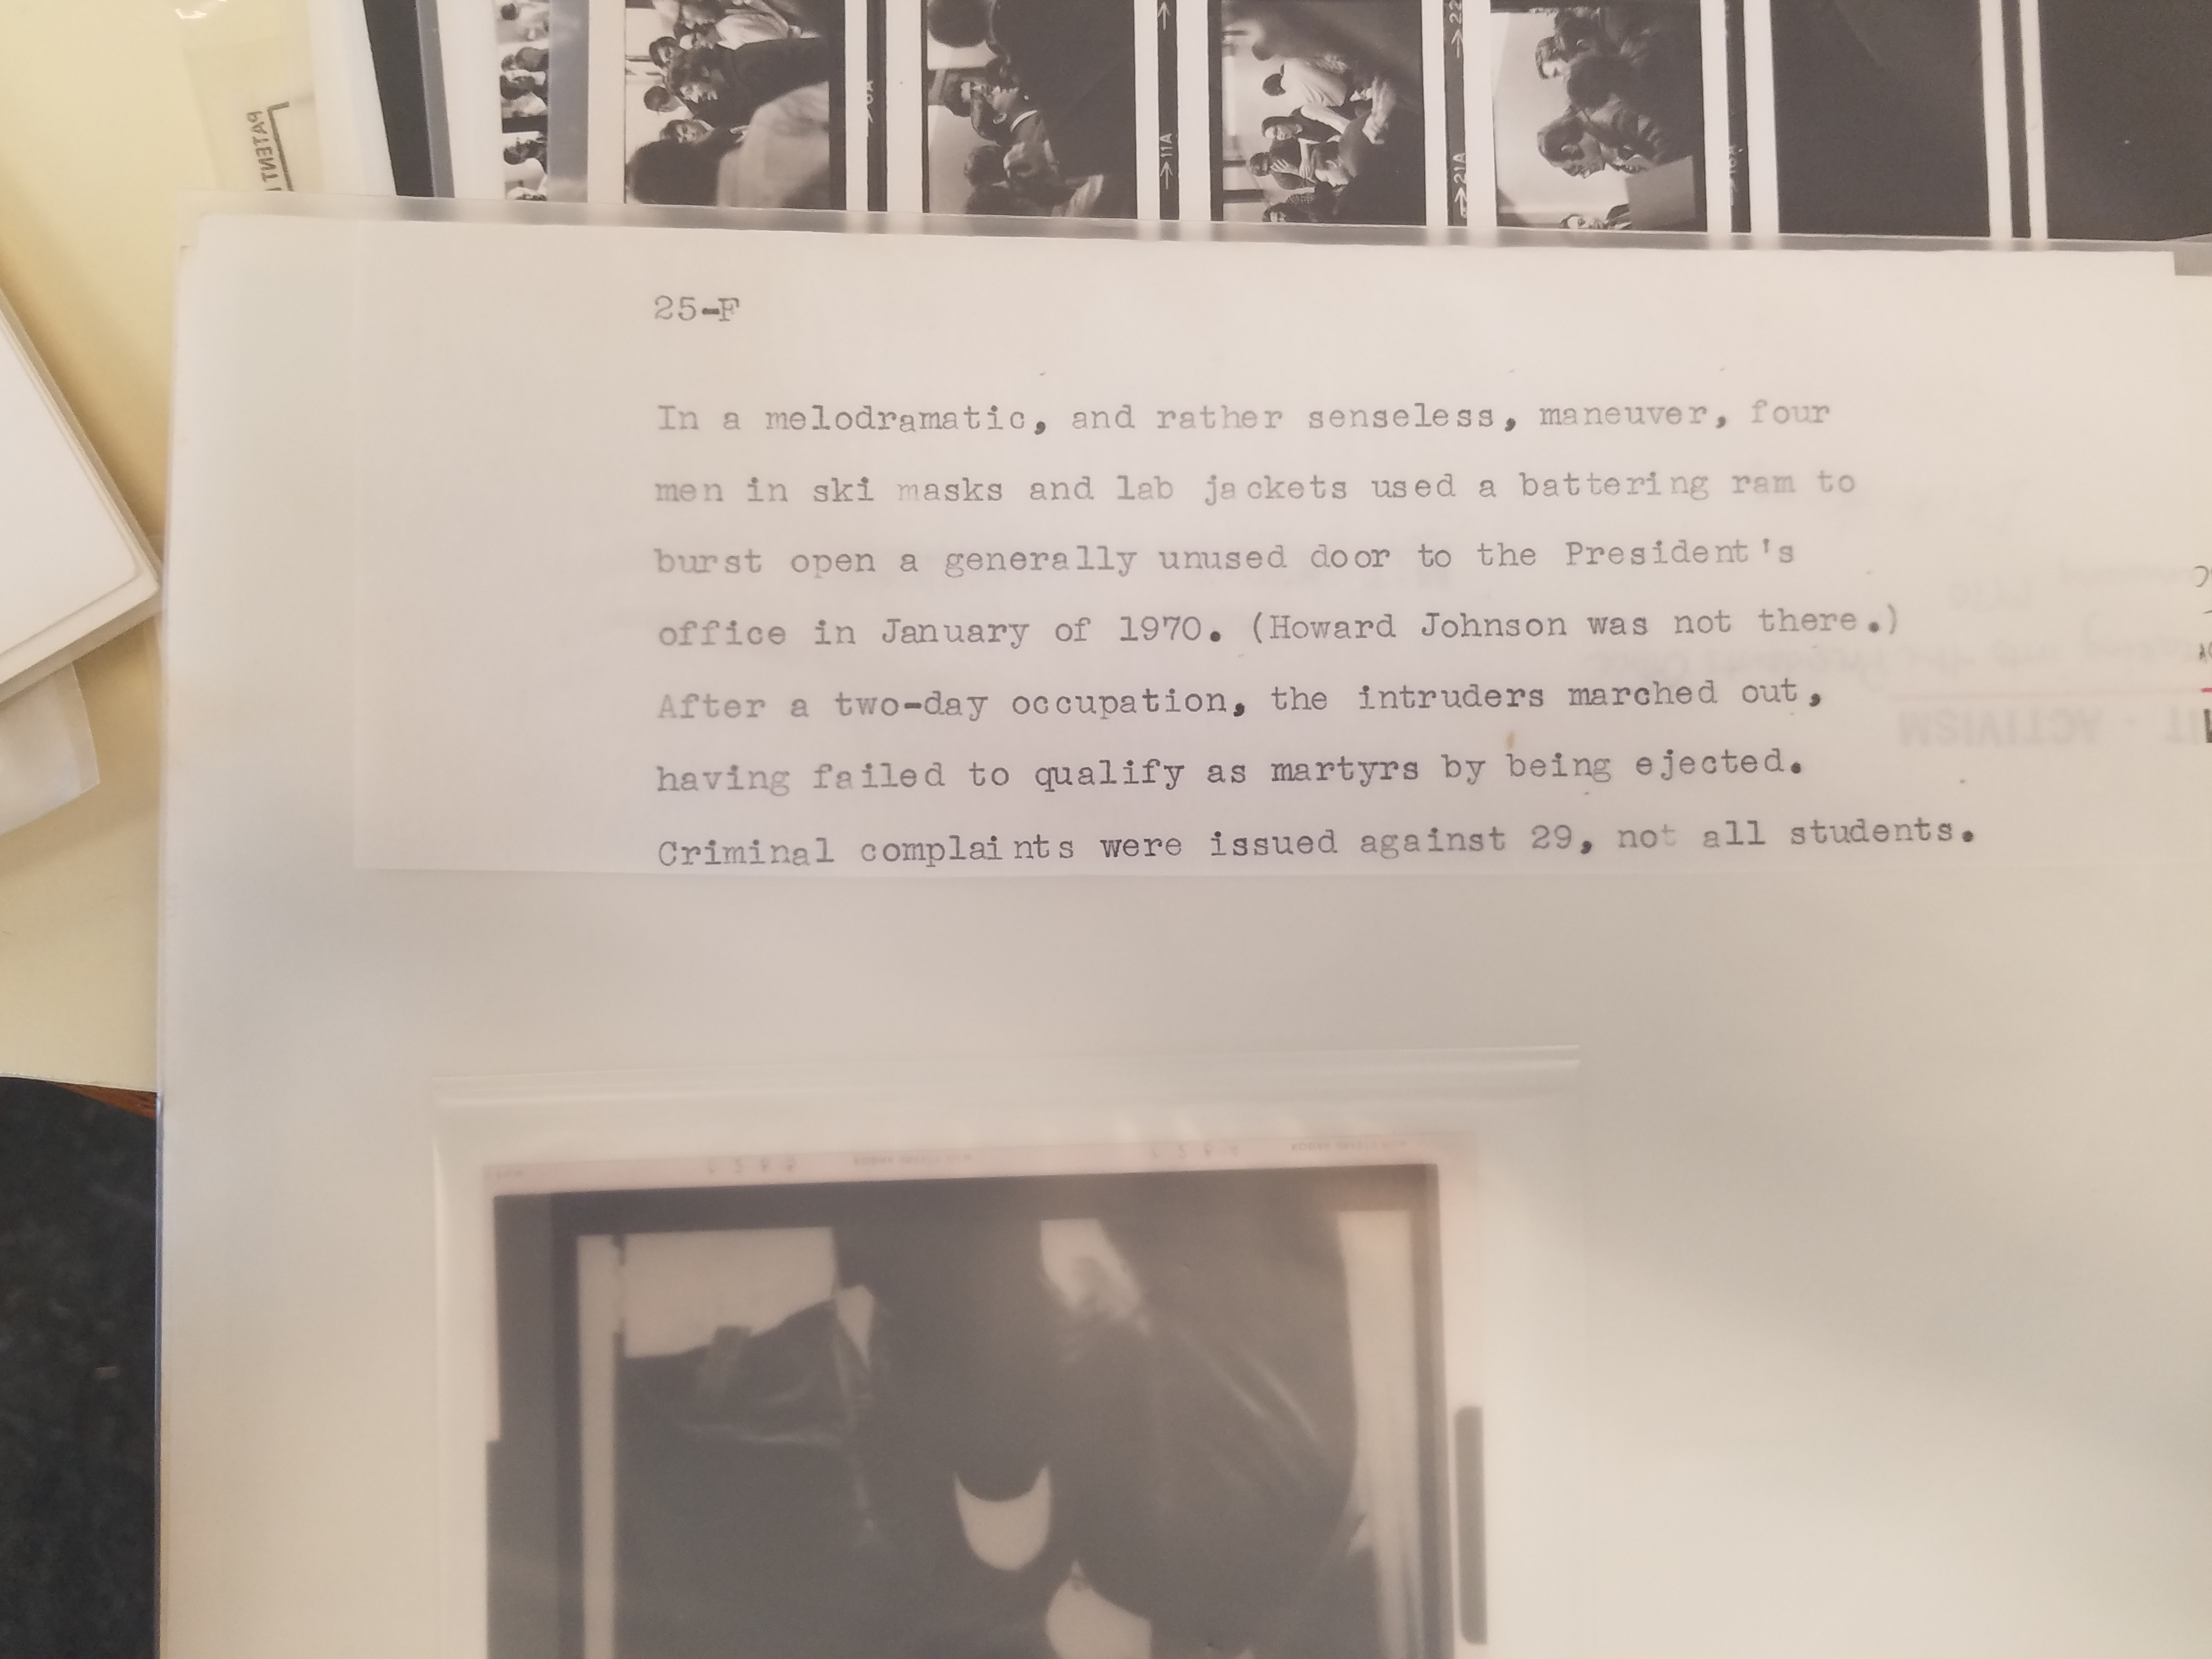 25-F
In a melodramatic, and rather senseless, maneuver, four
men in ski masks and lab jackets used a battering ram to
burst open a generally unused door to the President's
office in January of 1970. (Howard Johnson was not there.)
After a two-day occupation, the intruders marched out,
having failed to qualify as martyrs by being ejected.
Criminal complaints were issued against 29, not all students.
PATENT
→11A
→21A
→22
ACTIVISM